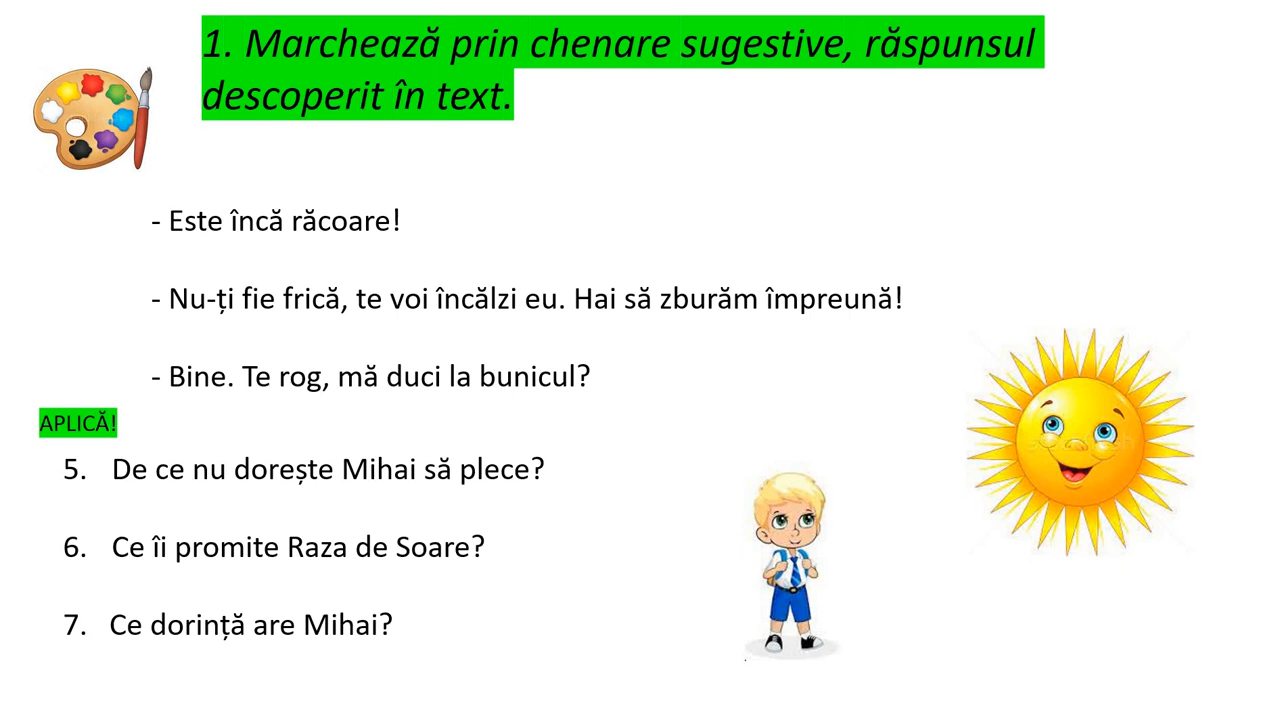 1. Marchează prin chenare sugestive, răspunsul
descoperit în text.
- Este încă răcoare!
- Nu-ți fie frică, te voi încălzi eu. Hai să zburăm împreună!
- Bine. Te rog, mă duci la bunicul?
APLICĂ!
5. De ce nu dorește Mihai să plece?
6. Ce îi promite Raza de Soare?
7. Ce dorință are Mihai?